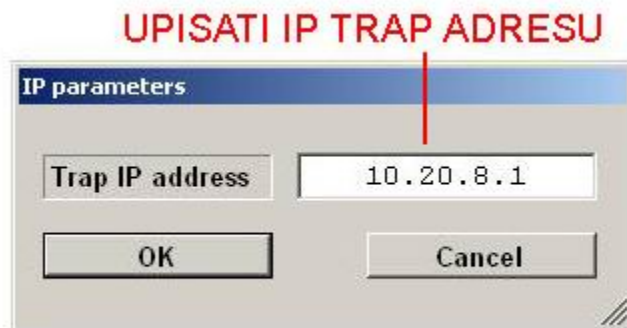 UPISATI IP TRAP ADRESU
IP parameters
Trap IP address 10.20.8.1
OK Cancel